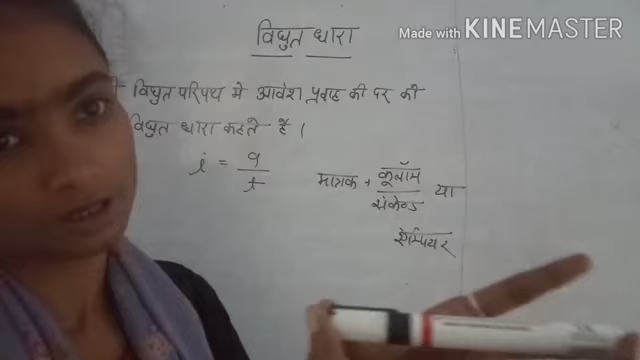 Made with KINEMASTER
विधुत धारा
विधुत परिपथ मे आवेश प्रवाह की दर को
विधुत धारा कहते है ।
i = q / t मात्रक → कूलॉम / सेकेण्ड या
ऐम्पियर